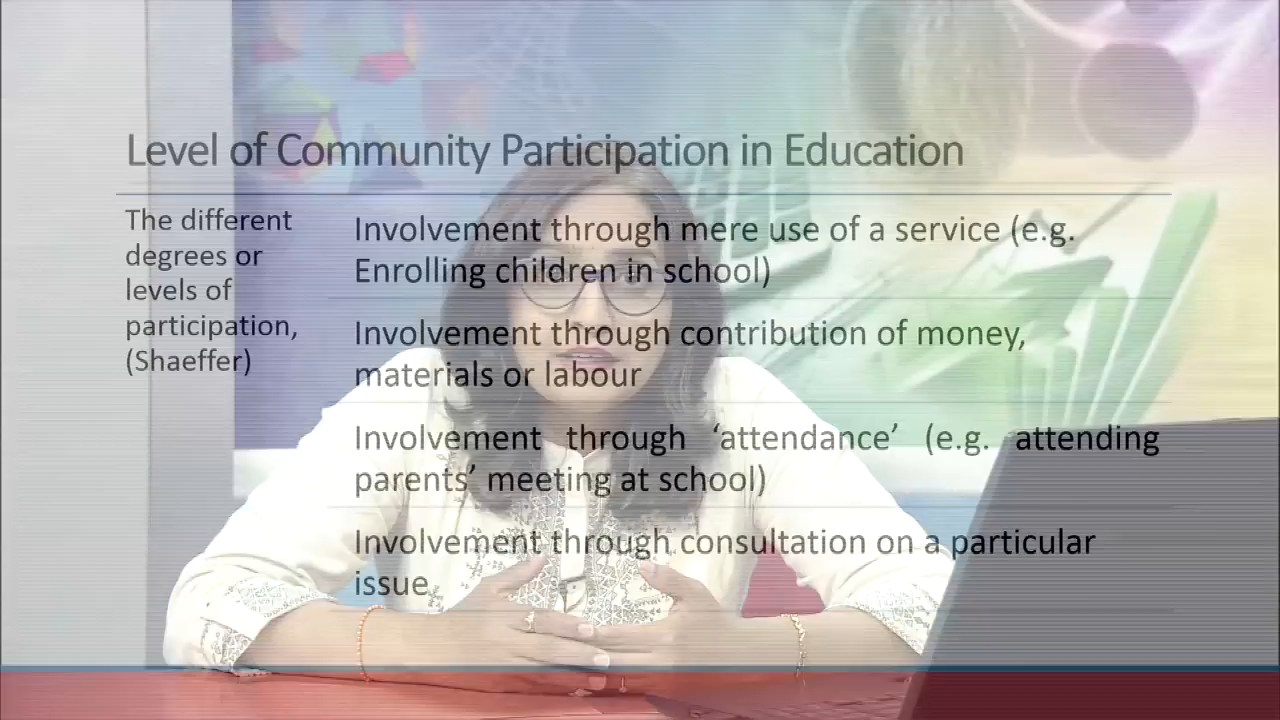 Level of Community Participation in Education
The different
degrees or
levels of
participation,
(Shaeffer)
Involvement through mere use of a service (e.g.
Enrolling children in school)
Involvement through contribution of money,
materials or labour
Involvement through ‘attendance’ (e.g. attending
parents’ meeting at school)
Involvement through consultation on a particular
issue